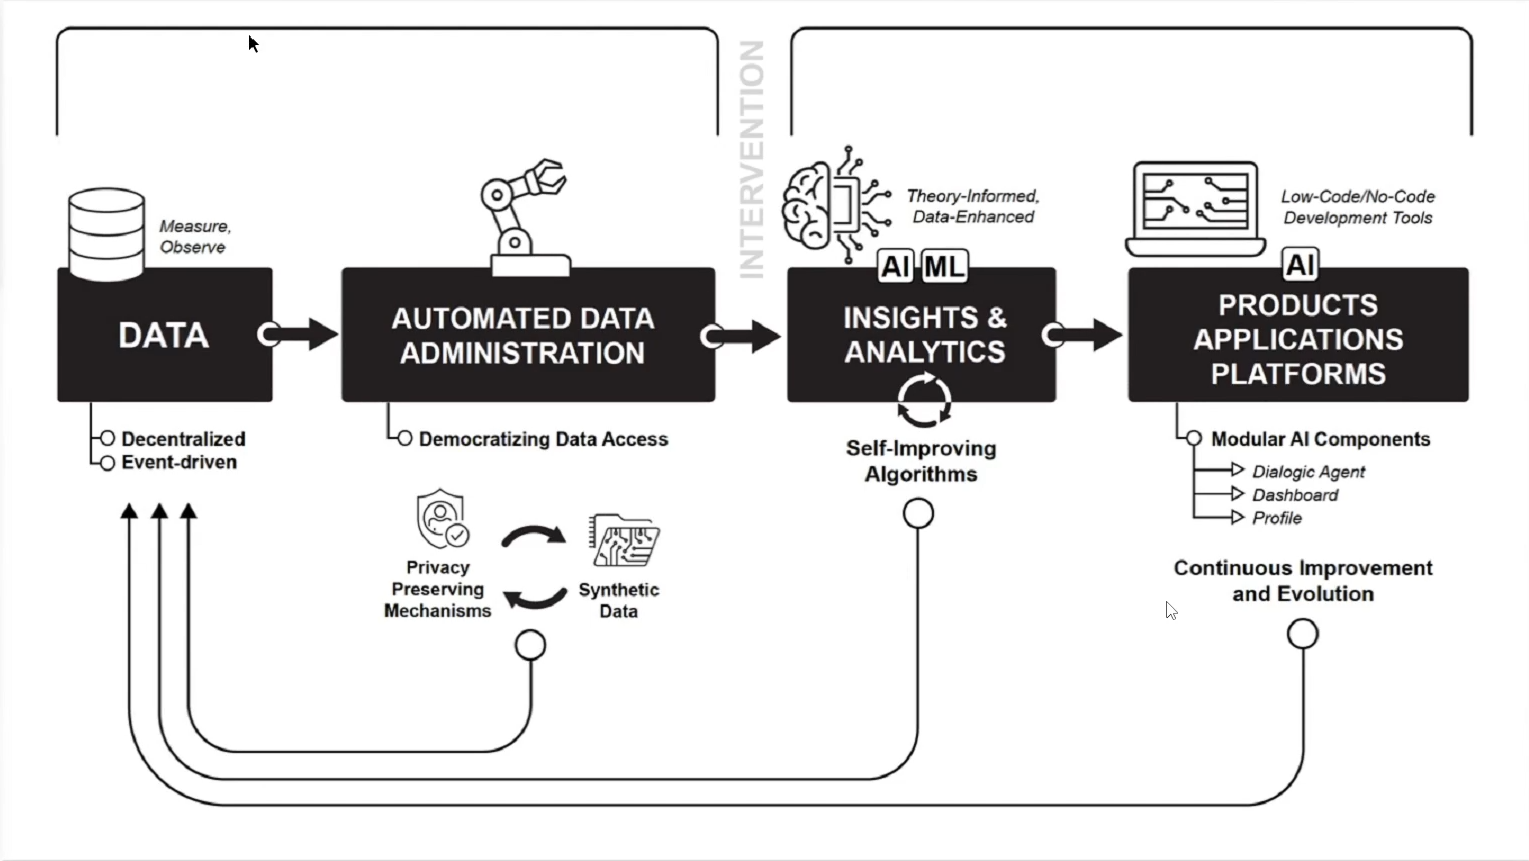 INTERVENTION
Measure,
Observe
DATA
Decentralized
Event-driven
AUTOMATED DATA
ADMINISTRATION
Democratizing Data Access
Privacy
Preserving
Mechanisms
Synthetic
Data
Theory-Informed,
Data-Enhanced
AI ML
INSIGHTS &
ANALYTICS
Self-Improving
Algorithms
Low-Code/No-Code
Development Tools
AI
PRODUCTS
APPLICATIONS
PLATFORMS
Modular AI Components
Dialogic Agent
Dashboard
Profile
Continuous Improvement
and Evolution